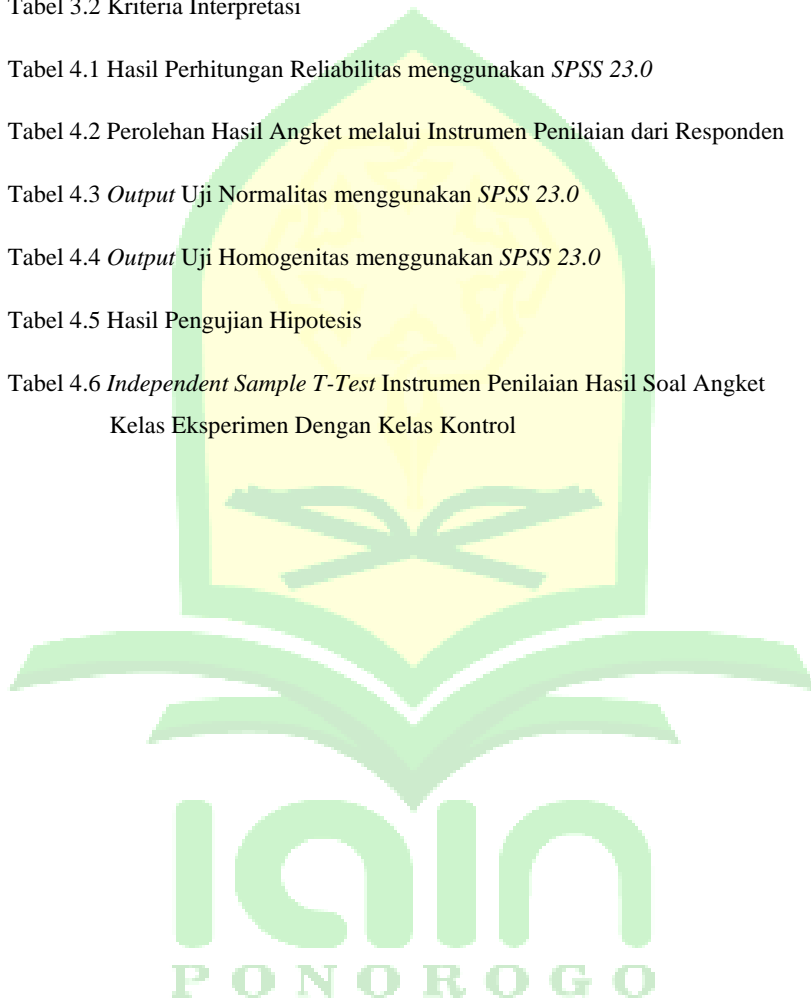 Tabel 3.2 Kriteria Interpretasi
Tabel 4.1 Hasil Perhitungan Reliabilitas menggunakan SPSS 23.0
Tabel 4.2 Perolehan Hasil Angket melalui Instrumen Penilaian dari Responden
Tabel 4.3 Output Uji Normalitas menggunakan SPSS 23.0
Tabel 4.4 Output Uji Homogenitas menggunakan SPSS 23.0
Tabel 4.5 Hasil Pengujian Hipotesis
Tabel 4.6 Independent Sample T-Test Instrumen Penilaian Hasil Soal Angket
Kelas Eksperimen Dengan Kelas Kontrol
iain
PONOROGO